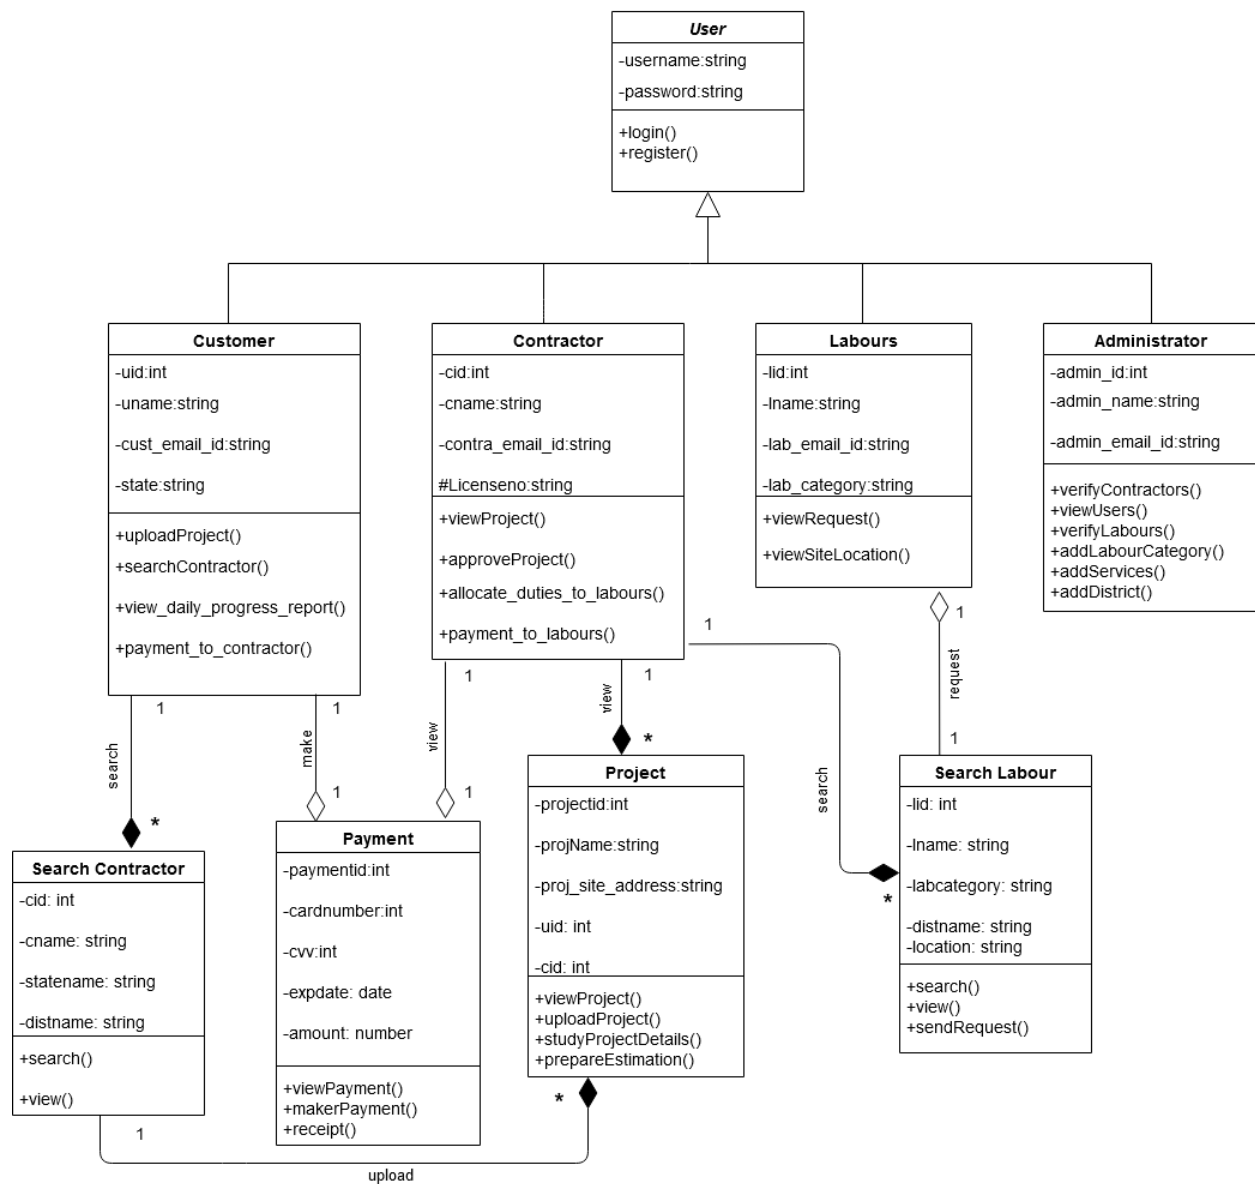 User
-username:string
-password:string
+login()
+register()
Customer
-uid:int
-uname:string
-cust_email_id:string
-state:string
+uploadProject()
+searchContractor()
+view_daily_progress_report()
+payment_to_contractor()
Contractor
-cid:int
-cname:string
-contra_email_id:string
#Licenseno:string
+viewProject()
+approveProject()
+allocate_duties_to_labours()
+payment_to_labours()
Labours
-lid:int
-lname:string
-lab_email_id:string
-lab_category:string
+viewRequest()
+viewSiteLocation()
Administrator
-admin_id:int
-admin_name:string
-admin_email_id:string
+verifyContractors()
+viewUsers()
+verifyLabours()
+addLabourCategory()
+addServices()
+addDistrict()
1
search
*
1
make
1
1
view
1
1
view
*
1
search
*
1
request
1
Search Contractor
-cid: int
-cname: string
-statename: string
-distname: string
+search()
+view()
Payment
-paymentid:int
-cardnumber:int
-cvv:int
-expdate: date
-amount: number
+viewPayment()
+makerPayment()
+receipt()
Project
-projectid:int
-projName:string
-proj_site_address:string
-uid: int
-cid: int
+viewProject()
+uploadProject()
+studyProjectDetails()
+prepareEstimation()
Search Labour
-lid: int
-lname: string
-labcategory: string
-distname: string
-location: string
+search()
+view()
+sendRequest()
1
*
upload